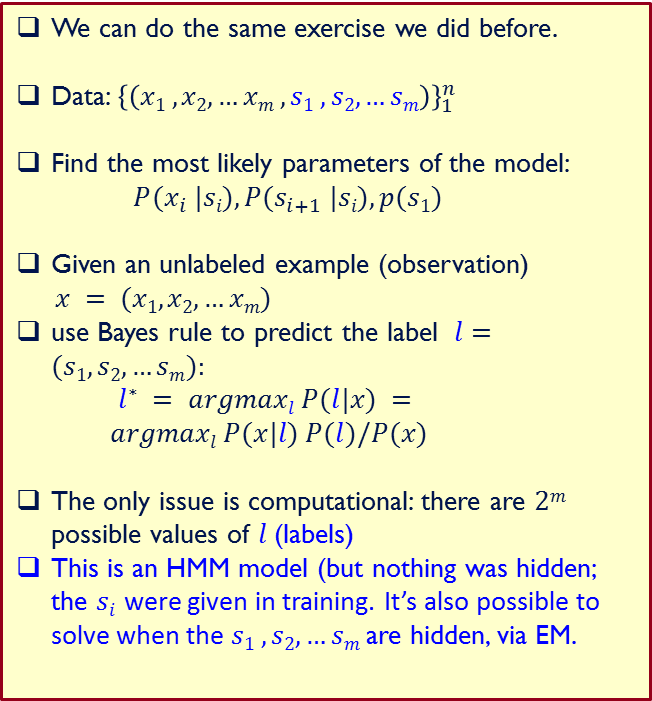 ❑ We can do the same exercise we did before.
❑ Data: {(x₁ ,x₂, … xₘ ,s₁ ,s₂, … sₘ)}₁ⁿ
❑ Find the most likely parameters of the model:
P(xᵢ |sᵢ), P(sᵢ₊₁ |sᵢ), p(s₁)
❑ Given an unlabeled example (observation)
x = (x₁,x₂, … xₘ)
❑ use Bayes rule to predict the label l =
(s₁,s₂, … sₘ):
l* = argmaxₗ P(l|x) =
argmaxₗ P(x|l) P(l)/P(x)
❑ The only issue is computational: there are 2ᵐ
possible values of l (labels)
❑ This is an HMM model (but nothing was hidden;
the sᵢ were given in training. It’s also possible to
solve when the s₁ ,s₂, … sₘ are hidden, via EM.